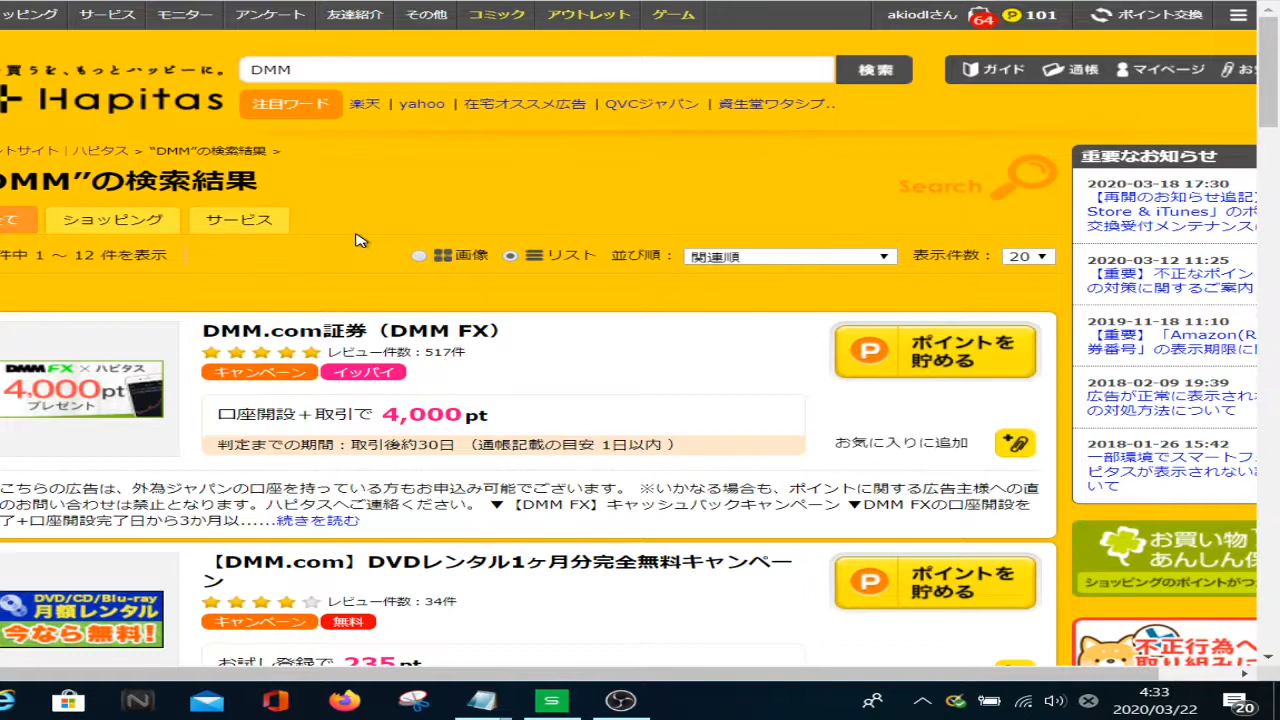 ッピング サービス モニター アンケート 友達紹介 その他 コミック アウトレット ゲーム akiodlさん 64 P 101 ポイント交換
買うを、もっとハッピーに。
Hapitas
DMM 検索
ガイド 通帳 マイページ お
注目ワード 楽天 | yahoo | 在宅オススメ広告 | QVCジャパン | 資生堂ワタシプ..
ントサイト｜ハピタス > “DMM”の検索結果 >
DMM”の検索結果
Search
て ショッピング サービス
件中 1 ～ 12 件を表示 画像 リスト 並び順： 関連順 表示件数： 20
DMM.com証券（DMM FX）
レビュー件数：517件
キャンペーン イッパイ
DMM FX × ハピタス
4,000pt
プレゼント
口座開設＋取引で 4,000pt
判定までの期間：取引後約30日 （通帳記載の目安 1日以内 ）
P ポイントを
貯める
お気に入りに追加
こちらの広告は、外為ジャパンの口座を持っている方もお申込み可能でございます。 ※いかなる場合も、ポイントに関する広告主様への直
のお問い合わせは禁止となります。ハピタスへご連絡ください。 ▼【DMM FX】キャッシュバックキャンペーン ▼DMM FXの口座開設を
了+口座開設完了日から3か月以......続きを読む
【DMM.com】DVDレンタル1ヶ月分完全無料キャンペー
ン
レビュー件数：34件
キャンペーン 無料
DVD/CD/Blu-ray
月額レンタル
今なら無料!
お試し登録で 235pt
P ポイントを
貯める
重要なお知らせ
2020-03-18 17:30
【再開のお知らせ追記】
Store & iTunes」のポ
交換受付メンテナンス
2020-03-12 11:25
【重要】不正なポイン
の対策に関するご案内
2019-11-18 11:10
【重要】「Amazon(R
券番号」の表示期限に
2018-02-09 19:39
広告が正常に表示され
の対処方法について
2018-01-26 15:42
一部環境でスマートフ
ピタスが表示されない
いて
お買い物
あんしん保
ショッピングのポイントがつ
不正行為へ
取り組みに
4:33
2020/03/22
20